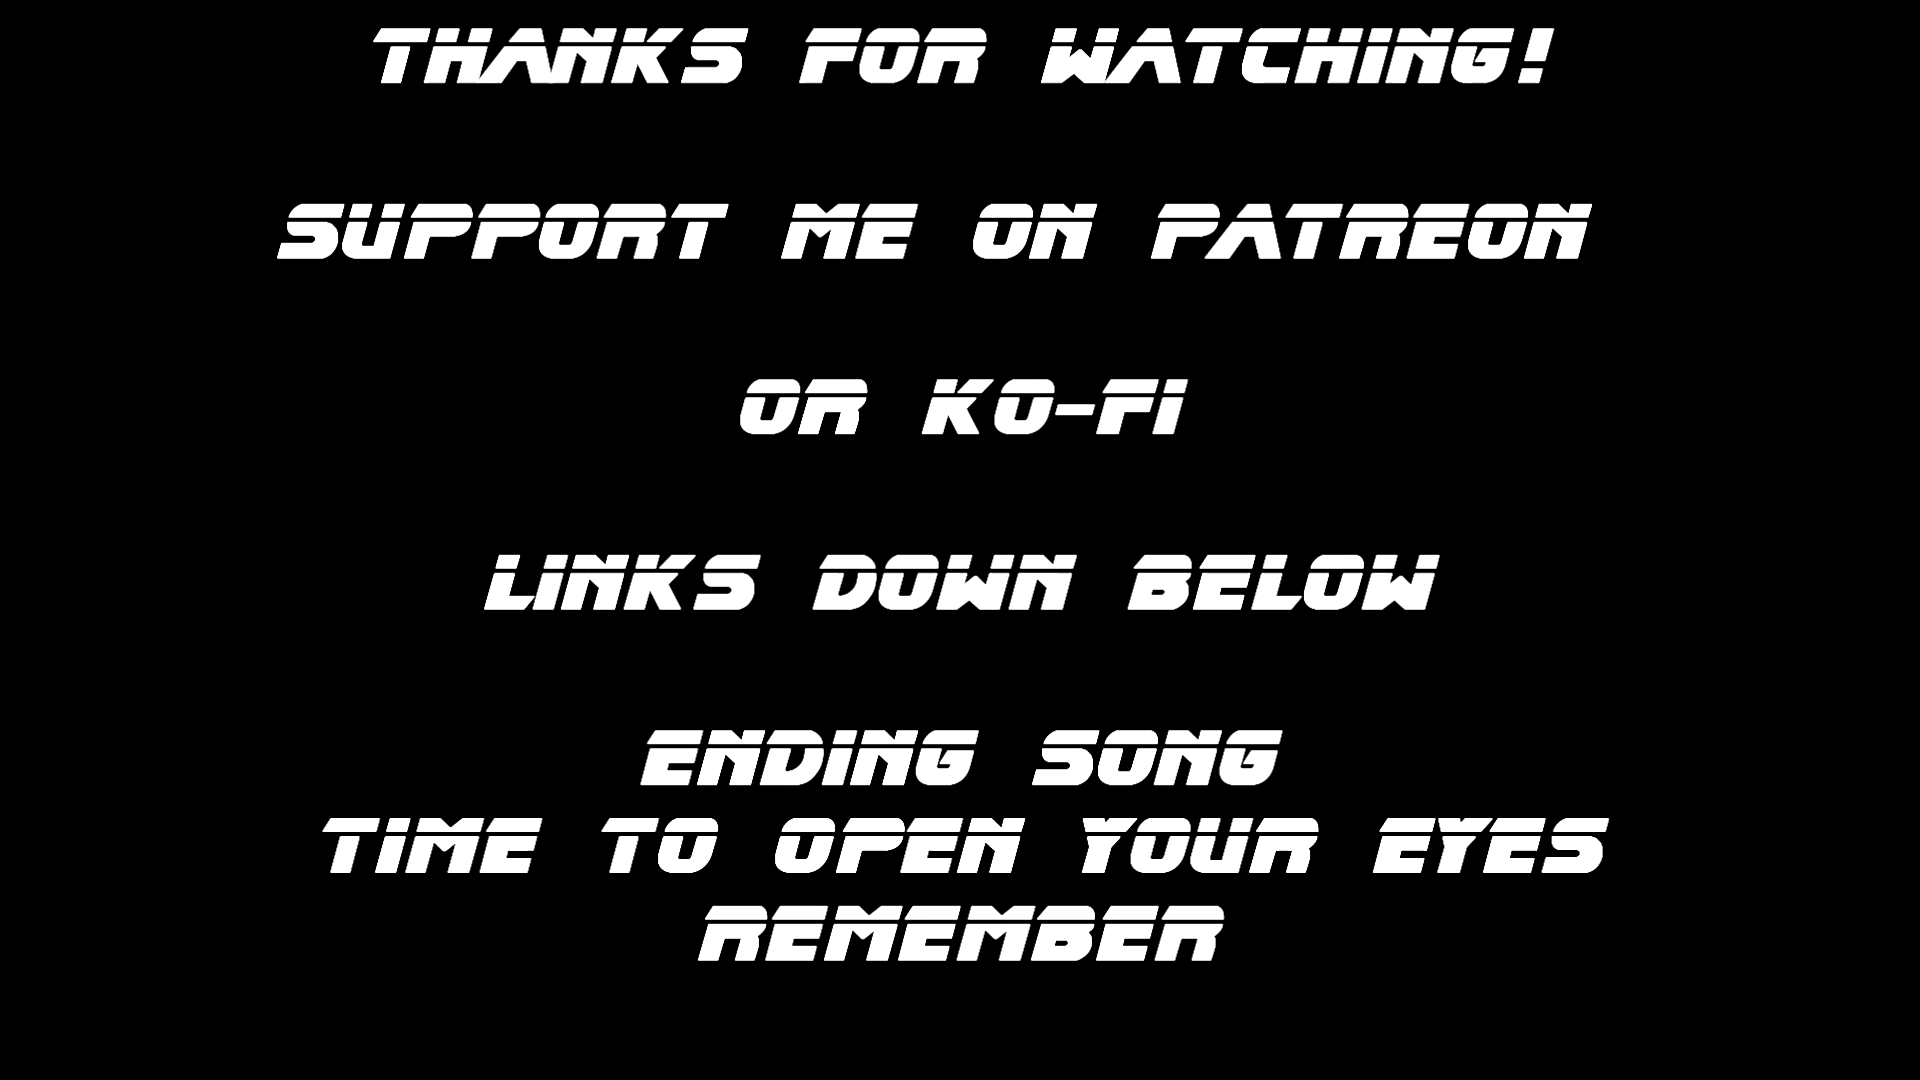 THANKS FOR WATCHING!
SUPPORT ME ON PATREON
OR KO-FI
LINKS DOWN BELOW
ENDING SONG
TIME TO OPEN YOUR EYES
REMEMBER